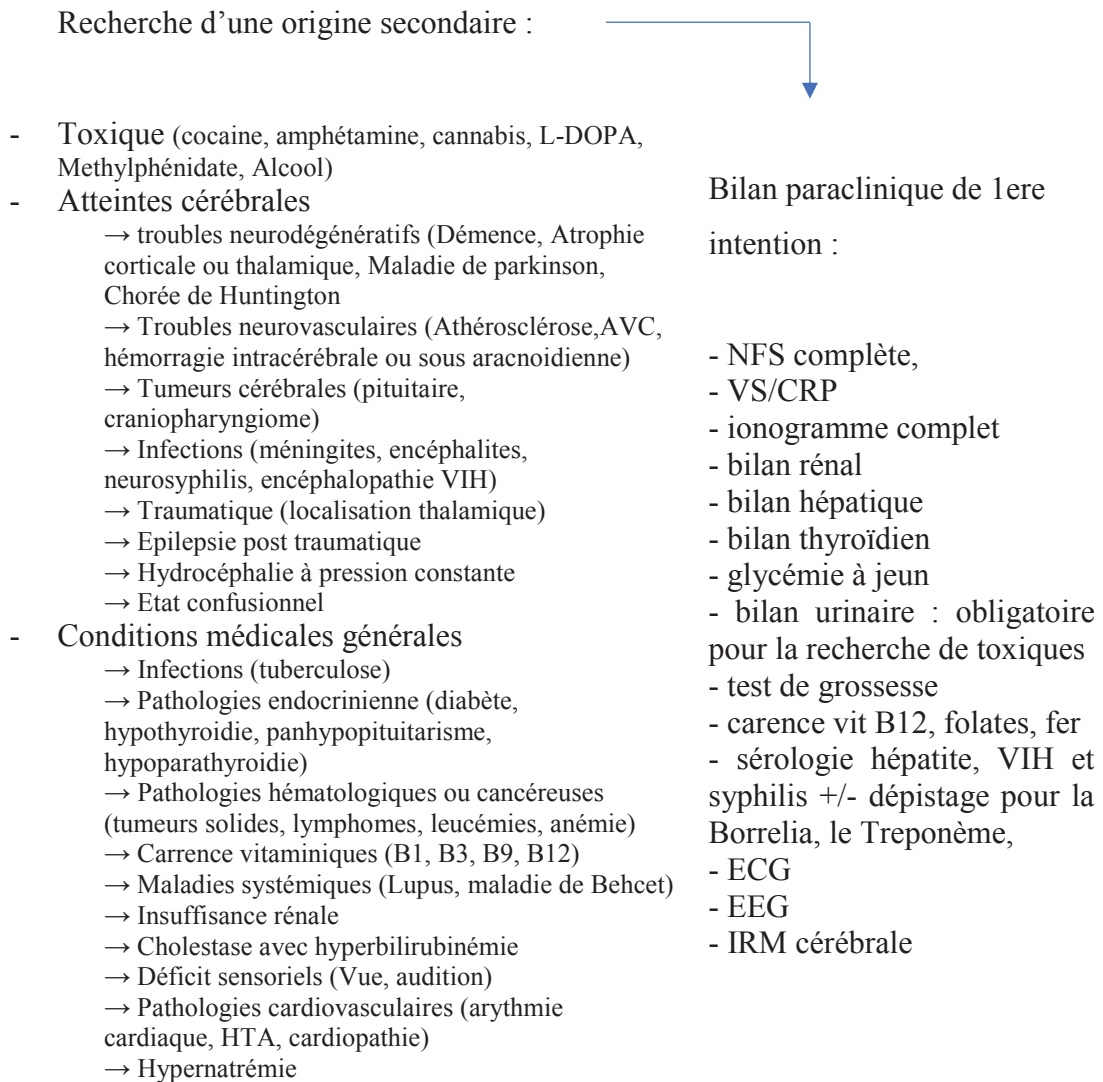 Recherche d’une origine secondaire :
- Toxique (cocaine, amphétamine, cannabis, L-DOPA,
Methylphénidate, Alcool)
- Atteintes cérébrales
→ troubles neurodégénératifs (Démence, Atrophie
corticale ou thalamique, Maladie de parkinson,
Chorée de Huntington
→ Troubles neurovasculaires (Athérosclérose,AVC,
hémorragie intracérébrale ou sous aracnoidienne)
→ Tumeurs cérébrales (pituitaire,
craniopharyngiome)
→ Infections (méningites, encéphalites,
neurosyphilis, encéphalopathie VIH)
→ Traumatique (localisation thalamique)
→ Epilepsie post traumatique
→ Hydrocéphalie à pression constante
→ Etat confusionnel
- Conditions médicales générales
→ Infections (tuberculose)
→ Pathologies endocrinienne (diabète,
hypothyroidie, panhypopituitarisme,
hypoparathyroidie)
→ Pathologies hématologiques ou cancéreuses
(tumeurs solides, lymphomes, leucémies, anémie)
→ Carrence vitaminiques (B1, B3, B9, B12)
→ Maladies systémiques (Lupus, maladie de Behcet)
→ Insuffisance rénale
→ Cholestase avec hyperbilirubinémie
→ Déficit sensoriels (Vue, audition)
→ Pathologies cardiovasculaires (arythmie
cardiaque, HTA, cardiopathie)
→ Hypernatrémie
Bilan paraclinique de 1ere
intention :
- NFS complète,
- VS/CRP
- ionogramme complet
- bilan rénal
- bilan hépatique
- bilan thyroïdien
- glycémie à jeun
- bilan urinaire : obligatoire
pour la recherche de toxiques
- test de grossesse
- carence vit B12, folates, fer
- sérologie hépatite, VIH et
syphilis +/- dépistage pour la
Borrelia, le Treponème,
- ECG
- EEG
- IRM cérébrale